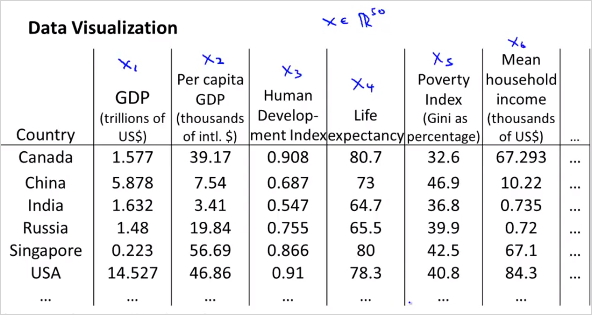 Data Visualization
x ∈ ℝ⁵⁰
x₁ x₂ x₃ x₄ x₅ x₆
Country
GDP
(trillions of
US$)
Per capita
GDP
(thousands
of intl. $)
Human
Develop-
ment Index
Life
expectancy
Poverty
Index
(Gini as
percentage)
Mean
household
income
(thousands
of US$)
...
Canada 1.577 39.17 0.908 80.7 32.6 67.293 ...
China 5.878 7.54 0.687 73 46.9 10.22 ...
India 1.632 3.41 0.547 64.7 36.8 0.735 ...
Russia 1.48 19.84 0.755 65.5 39.9 0.72 ...
Singapore 0.223 56.69 0.866 80 42.5 67.1 ...
USA 14.527 46.86 0.91 78.3 40.8 84.3 ...
... ... ... ... ... ... ...